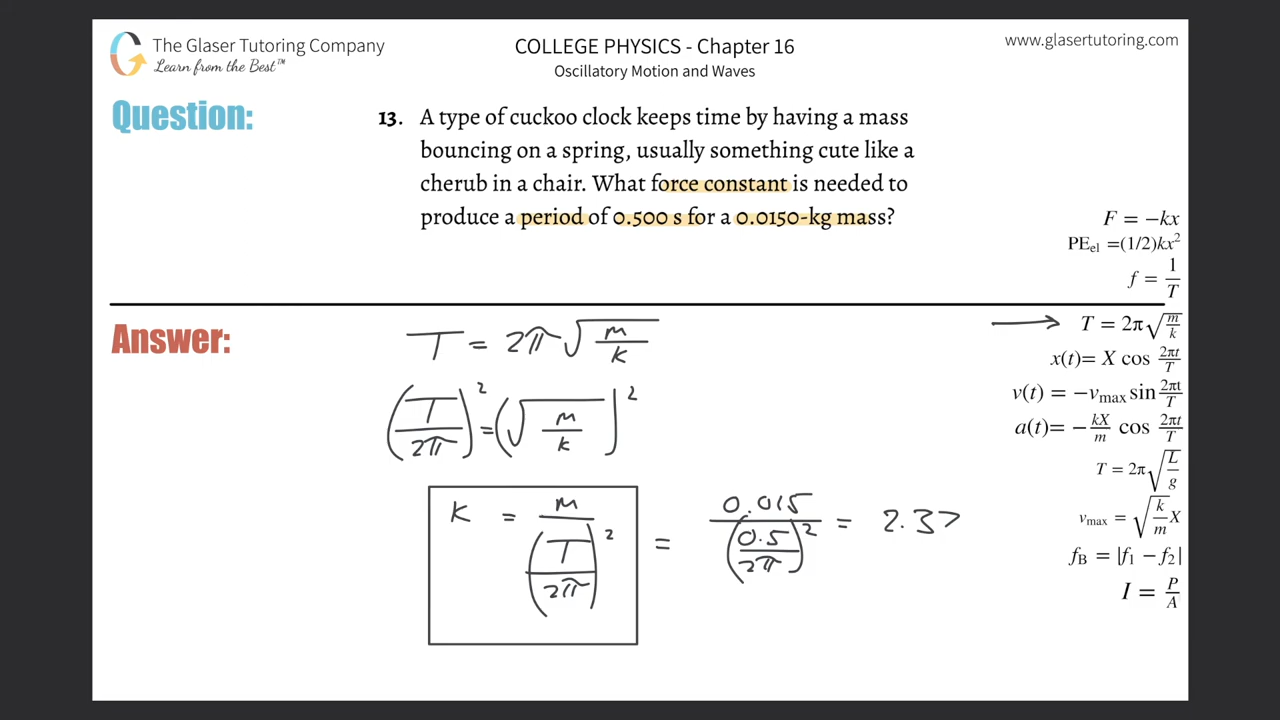 The Glaser Tutoring Company
Learn from the Best™
COLLEGE PHYSICS - Chapter 16
Oscillatory Motion and Waves
www.glasertutoring.com
Question:
13. A type of cuckoo clock keeps time by having a mass
bouncing on a spring, usually something cute like a
cherub in a chair. What force constant is needed to
produce a period of 0.500 s for a 0.0150-kg mass?
F = −kx
PE_el =(1/2)kx²
f = 1/T
Answer:
T = 2π√(m/k)
(T/2π)² = (√(m/k))²
K = m/(T/2π)² = 0.015/(0.5/2π)² = 2.37
T = 2π√(m/k)
x(t)= X cos 2πt/T
v(t) = −v_max sin 2πt/T
a(t)= −kX/m cos 2πt/T
T = 2π√(L/g)
v_max = √(k/m)X
f_B = |f₁ −f₂|
I = P/A